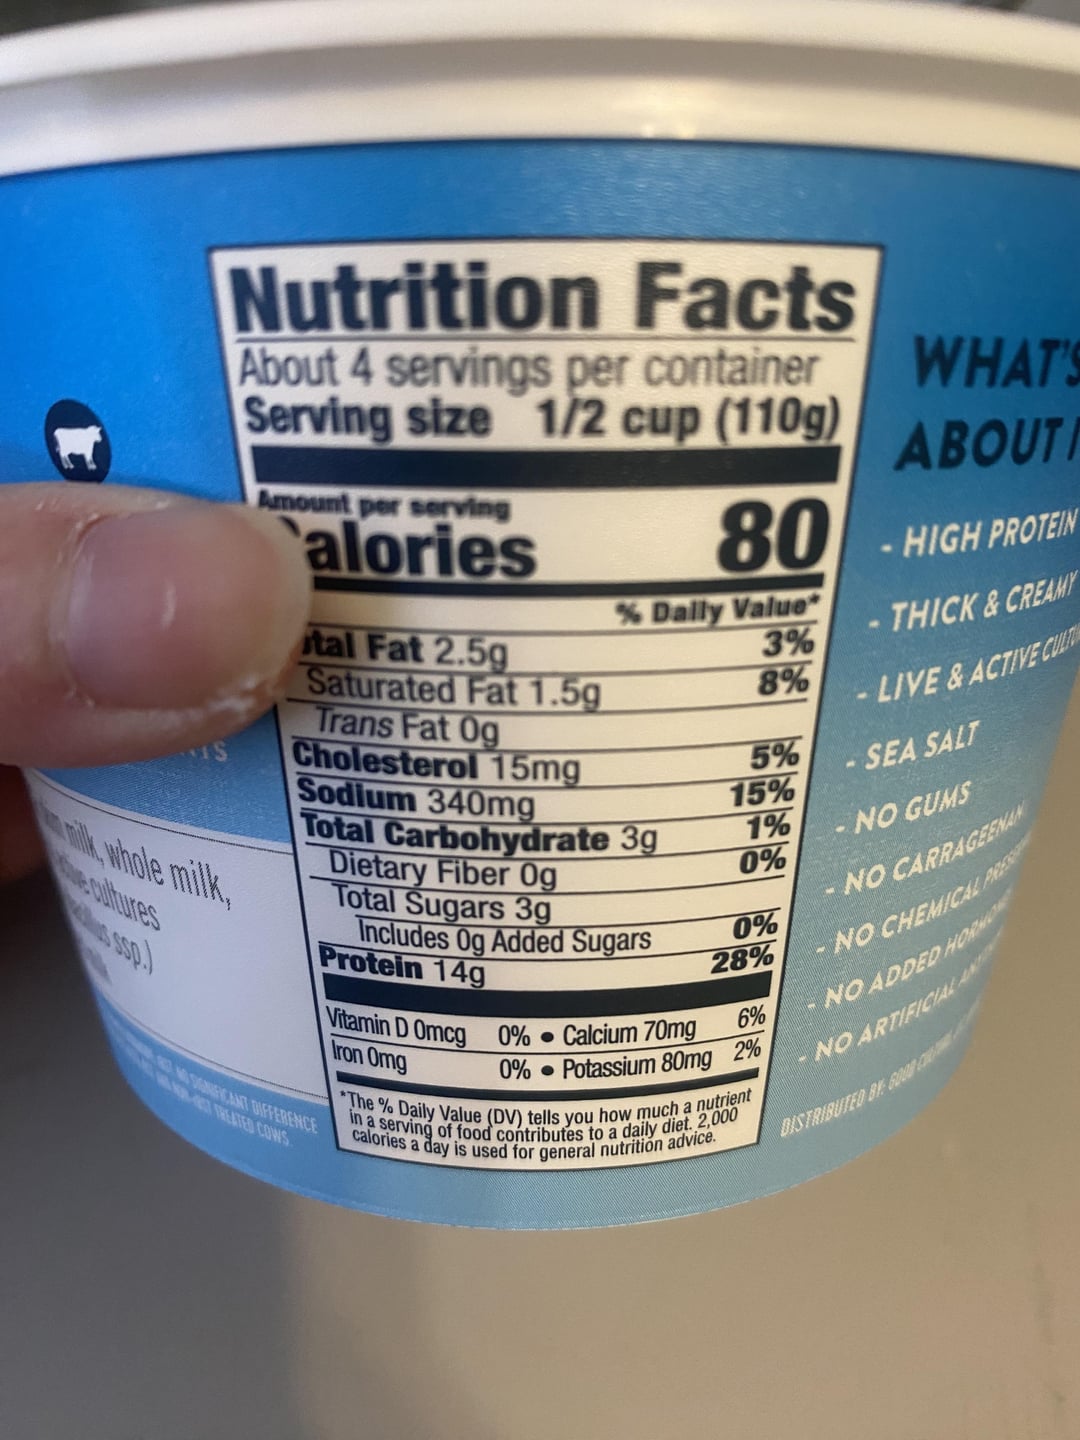 Nutrition Facts
About 4 servings per container
Serving size 1/2 cup (110g)
Amount per serving
alories 80
% Daily Value*
tal Fat 2.5g 3%
Saturated Fat 1.5g 8%
Trans Fat 0g
Cholesterol 15mg 5%
Sodium 340mg 15%
Total Carbohydrate 3g 1%
Dietary Fiber 0g 0%
Total Sugars 3g
Includes 0g Added Sugars 0%
Protein 14g 28%
Vitamin D 0mcg 0% • Calcium 70mg 6%
Iron 0mg 0% • Potassium 80mg 2%
*The % Daily Value (DV) tells you how much a nutrient
in a serving of food contributes to a daily diet. 2,000
calories a day is used for general nutrition advice.
WHAT'S
ABOUT
- HIGH PROTEIN
- THICK & CREAMY
- LIVE & ACTIVE
- SEA SALT
- NO GUMS
- NO CARRAGEENAN
- NO CHEMICAL
- NO ADDED
- NO ARTIFICIAL
DISTRIBUTED BY: GOOD
milk, whole milk,
cultures
ssp.)
NO SIGNIFICANT DIFFERENCE
TREATED COWS.